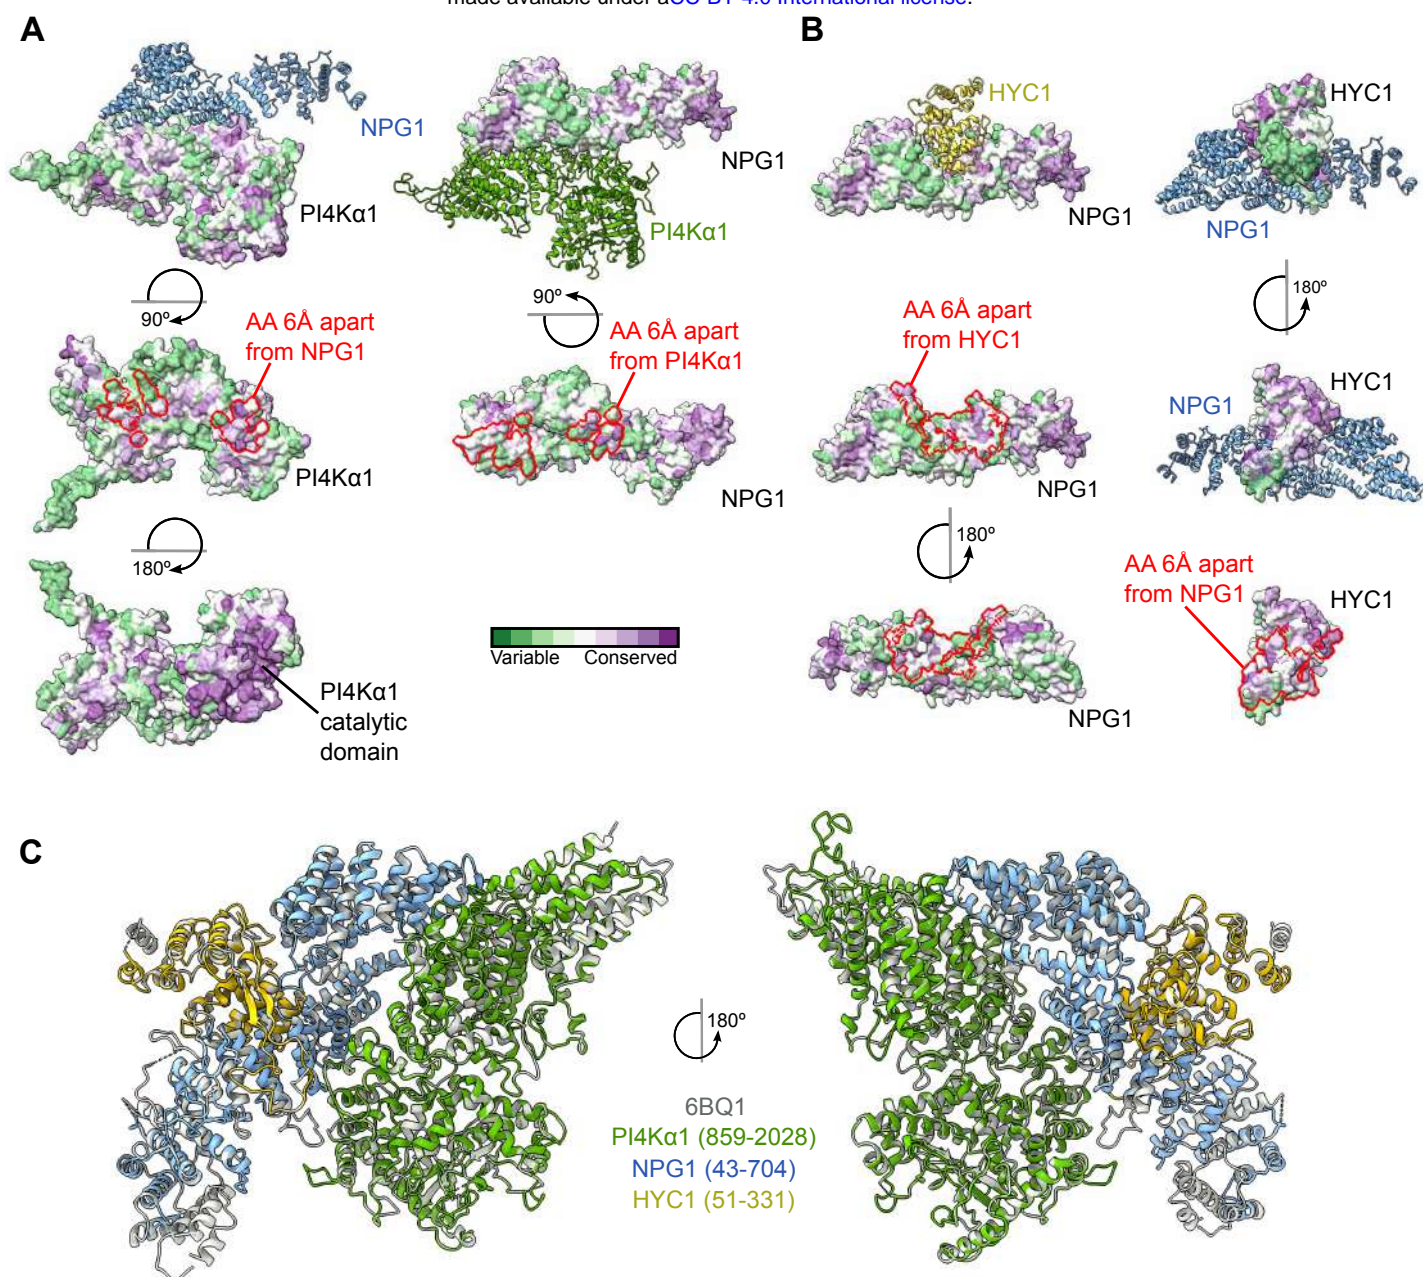 made available under aCC-BY 4.0 International license.
A
B
NPG1
PI4Kα1
NPG1
PI4Kα1
HYC1
NPG1
HYC1
NPG1
90º
AA 6Å apart
from NPG1
PI4Kα1
90º
AA 6Å apart
from PI4Kα1
NPG1
AA 6Å apart
from HYC1
NPG1
180º
HYC1
NPG1
180º
PI4Kα1
catalytic
domain
Variable Conserved
180º
NPG1
AA 6Å apart
from NPG1
HYC1
C
180º
6BQ1
PI4Kα1 (859-2028)
NPG1 (43-704)
HYC1 (51-331)